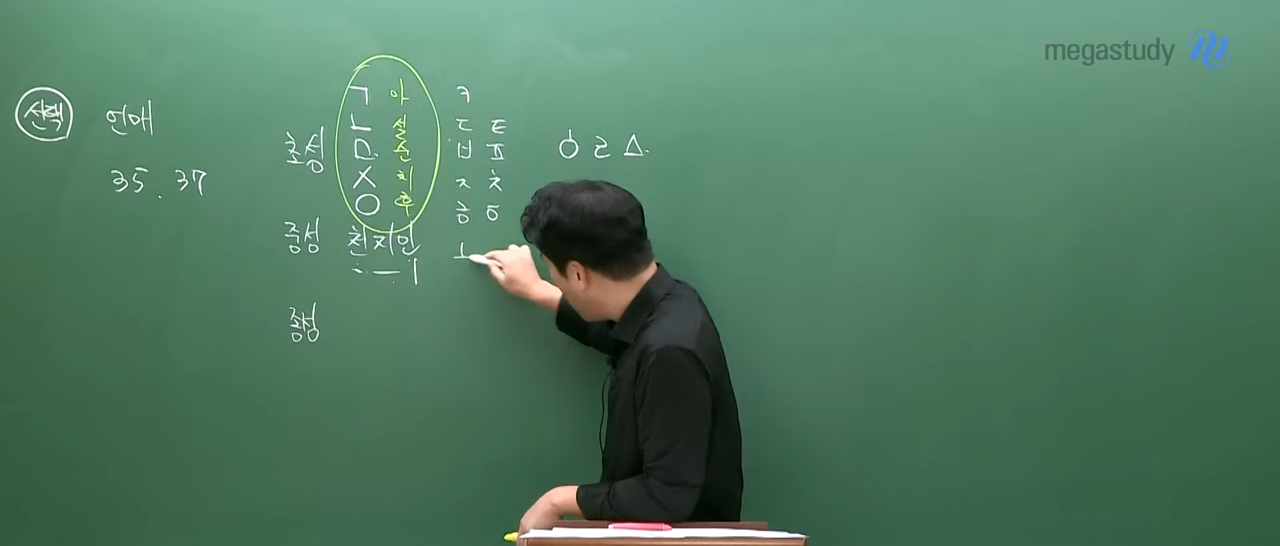 megastudy
선택 언매
35. 37
초성
ㄱ 아 ㅋ
ㄴ 설 ㄷ ㅌ
ㅁ 순 ㅂ ㅍ ㆁ ㄹ ㅿ
ㅅ 치 ㅈ ㅊ
ㅇ 후 ㆆ ㅎ
중성 천지인 ㅗ
· ㅡ ㅣ
종성